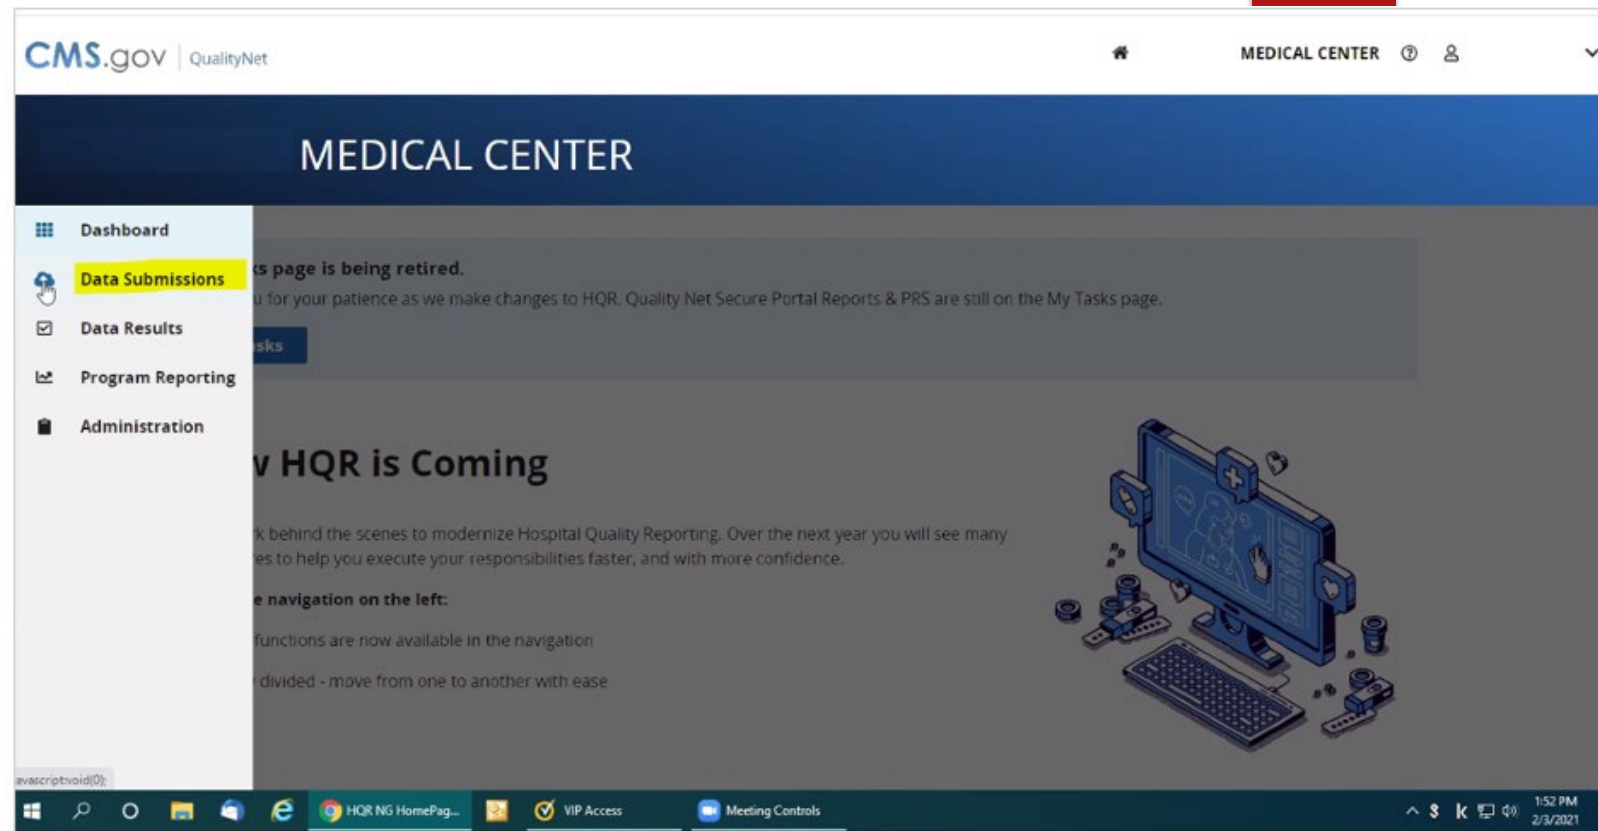 CMS.gov | QualityNet
MEDICAL CENTER
MEDICAL CENTER
Dashboard
Data Submissions
Data Results
Program Reporting
Administration
page is being retired.
for your patience as we make changes to HQR. Quality Net Secure Portal Reports & PRS are still on the My Tasks page.
HQR is Coming
behind the scenes to modernize Hospital Quality Reporting. Over the next year you will see many
to help you execute your responsibilities faster, and with more confidence.
navigation on the left:
functions are now available in the navigation
divided - move from one to another with ease
avascript:void(0);
HQR NG HomePag...
VIP Access
Meeting Controls
1:52 PM
2/3/2021